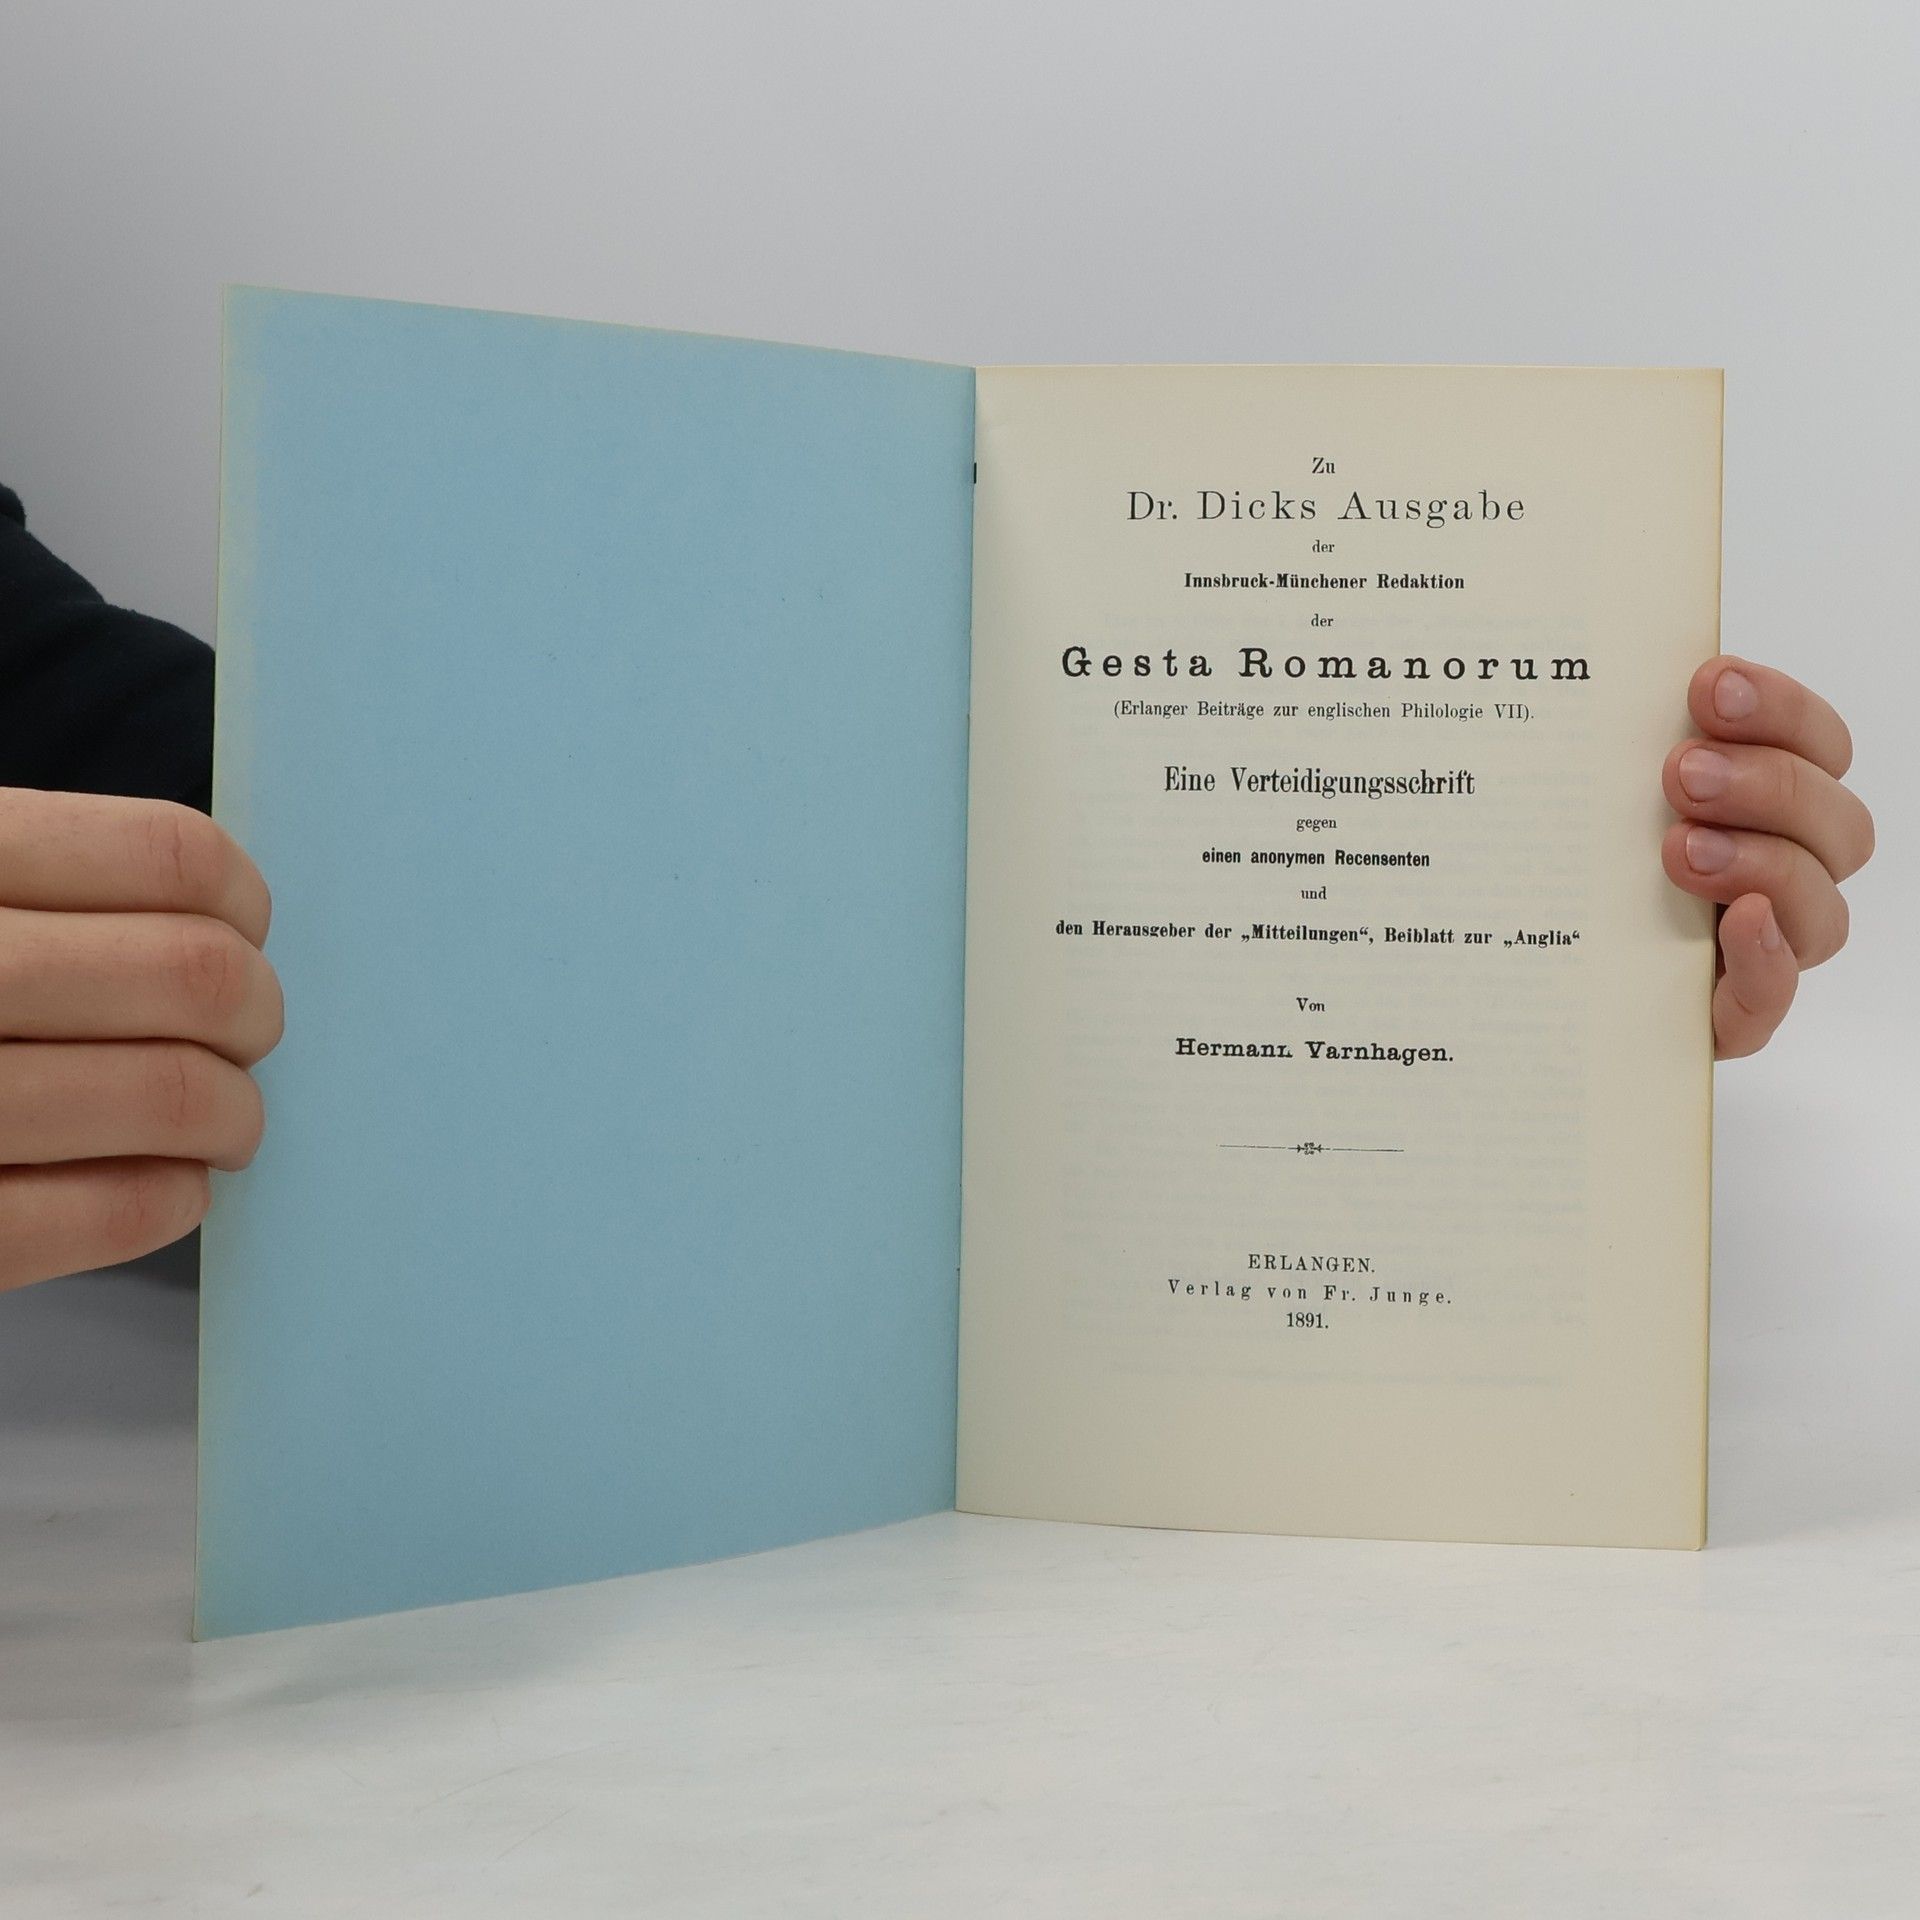 Zu
Dr. Dicks Ausgabe
der
Innsbruck-Münchener Redaktion
der
Gesta Romanorum
(Erlanger Beiträge zur englischen Philologie VII).
Eine Verteidigungsschrift
gegen
einen anonymen Recensenten
und
den Herausgeber der „Mitteilungen“, Beiblatt zur „Anglia“
Von
Hermann Varnhagen.
ERLANGEN.
Verlag von Fr. Junge.
1891.